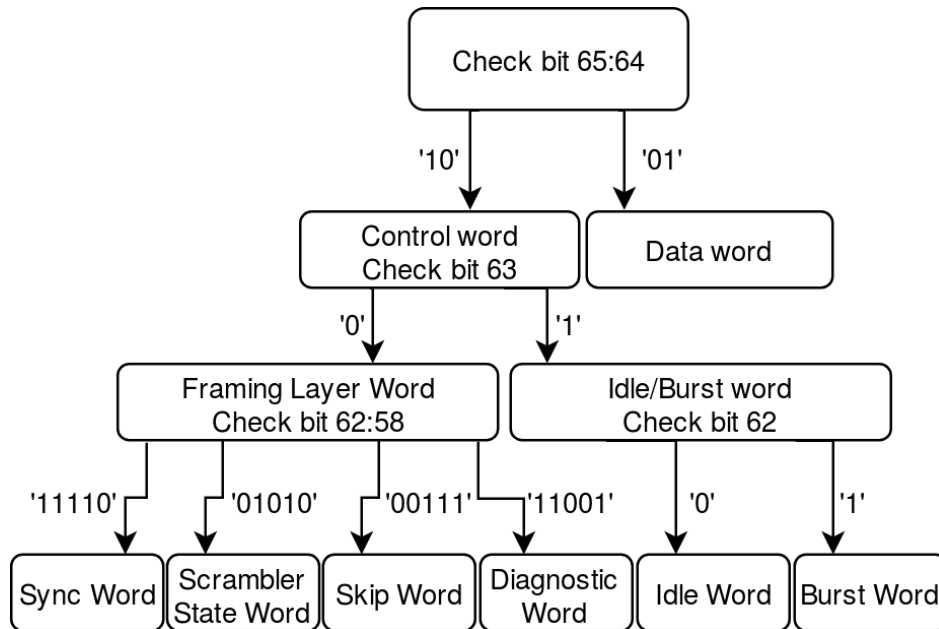 Check bit 65:64
'10'
'01'
Control word
Check bit 63
Data word
'0'
'1'
Framing Layer Word
Check bit 62:58
Idle/Burst word
Check bit 62
'11110'
'01010'
'00111'
'11001'
'0'
'1'
Sync Word
Scrambler
State Word
Skip Word
Diagnostic
Word
Idle Word
Burst Word